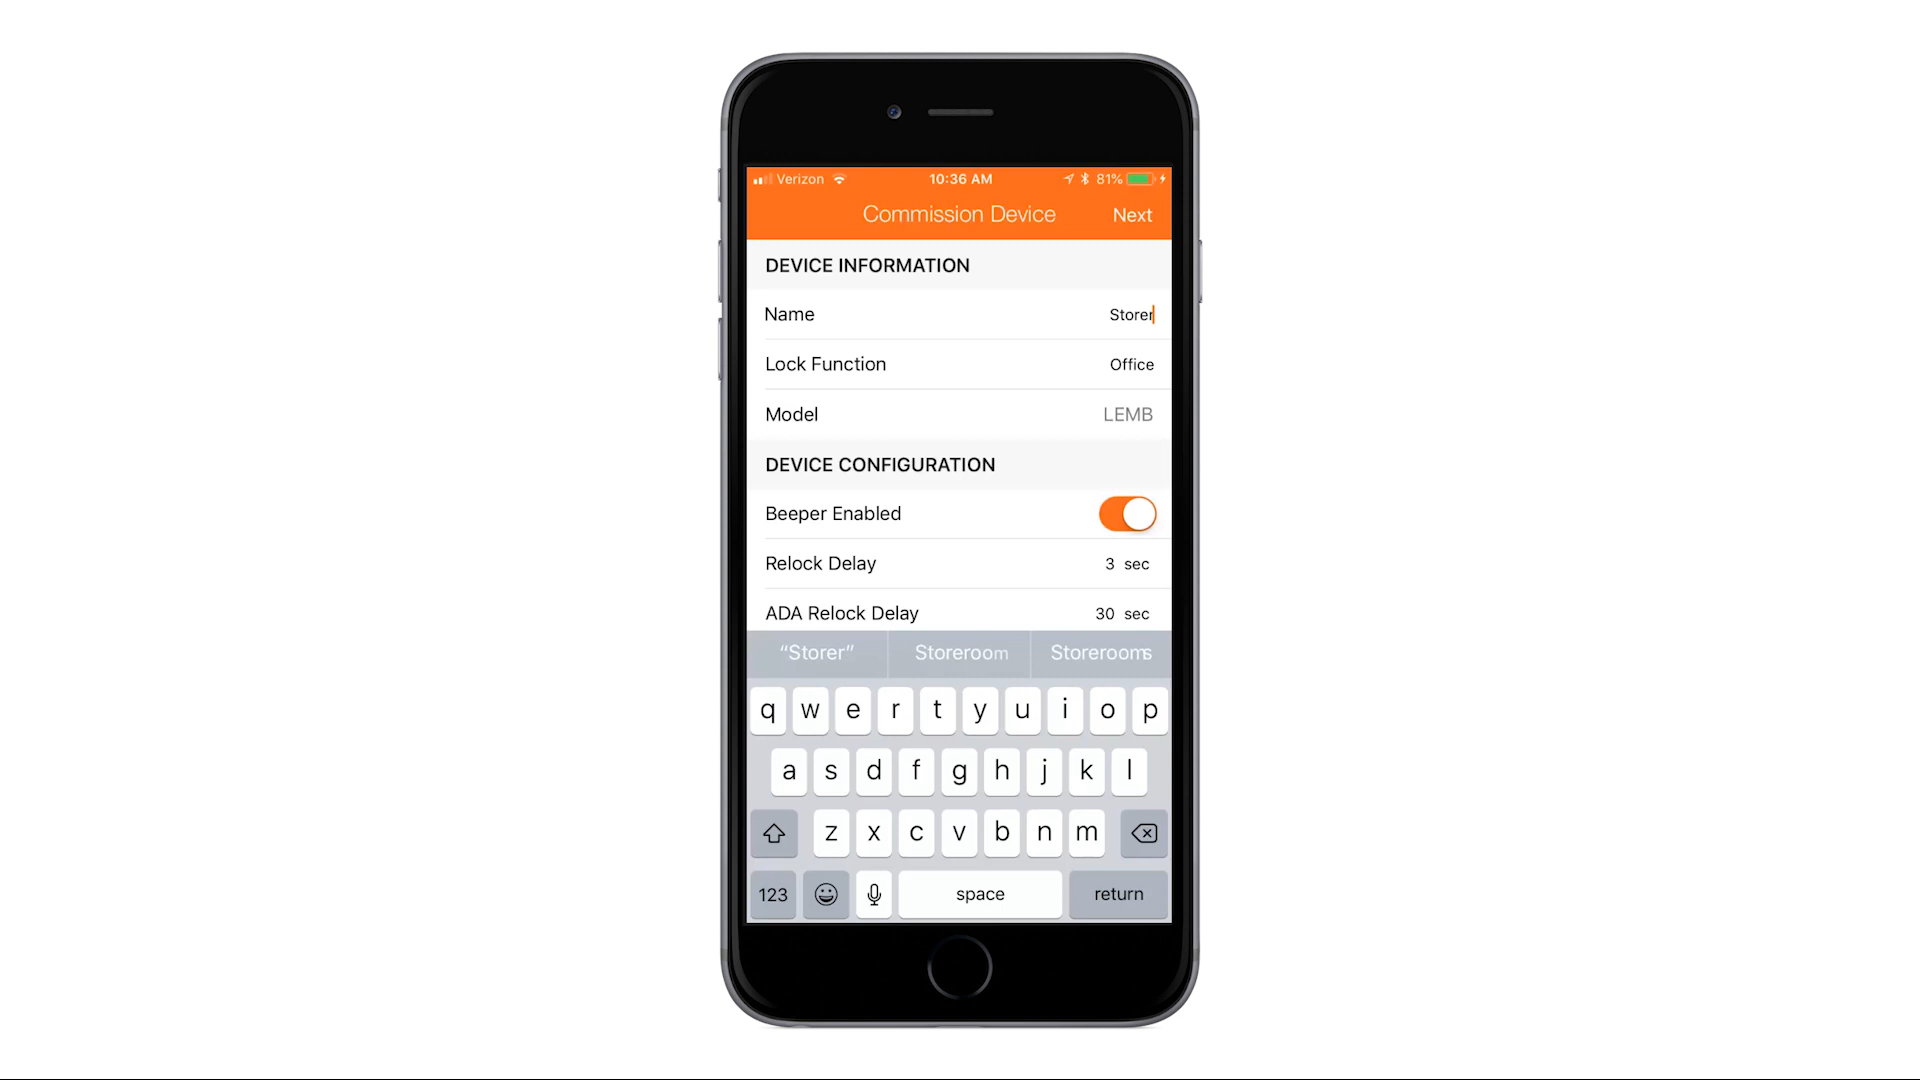 Verizon 10:36 AM 81%
Commission Device Next
DEVICE INFORMATION
Name Storer
Lock Function Office
Model LEMB
DEVICE CONFIGURATION
Beeper Enabled
Relock Delay 3 sec
ADA Relock Delay 30 sec
“Storer” Storeroom Storerooms
q w e r t y u i o p
a s d f g h j k l
z x c v b n m
123 space return